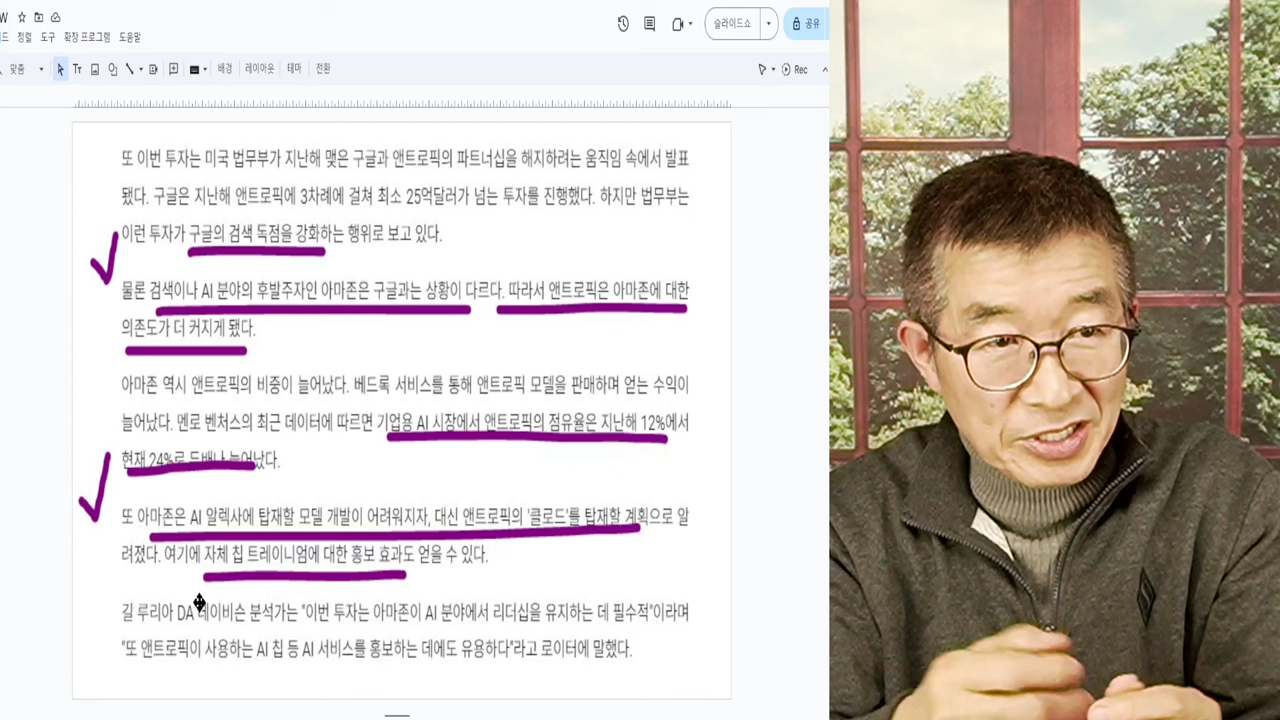 W
드 정렬 도구 확장 프로그램 도움말
슬라이드쇼
공유
맞춤
Tт
배경 레이아웃 테마 전환
Rec
또 이번 투자는 미국 법무부가 지난해 맺은 구글과 앤트로픽의 파트너십을 해지하려는 움직임 속에서 발표
됐다. 구글은 지난해 앤트로픽에 3차례에 걸쳐 최소 25억달러가 넘는 투자를 진행했다. 하지만 법무부는
이런 투자가 구글의 검색 독점을 강화하는 행위로 보고 있다.
물론 검색이나 AI 분야의 후발주자인 아마존은 구글과는 상황이 다르다. 따라서 앤트로픽은 아마존에 대한
의존도가 더 커지게 됐다.
아마존 역시 앤트로픽의 비중이 늘어났다. 베드록 서비스를 통해 앤트로픽 모델을 판매하며 얻는 수익이
늘어났다. 멘로 벤처스의 최근 데이터에 따르면 기업용 AI 시장에서 앤트로픽의 점유율은 지난해 12%에서
현재 24%로 두배나 늘어났다.
또 아마존은 AI 알렉사에 탑재할 모델 개발이 어려워지자, 대신 앤트로픽의 '클로드'를 탑재할 계획으로 알
려졌다. 여기에 자체 칩 트레이니엄에 대한 홍보 효과도 얻을 수 있다.
길 루리아 DA 데이비슨 분석가는 "이번 투자는 아마존이 AI 분야에서 리더십을 유지하는 데 필수적"이라며
"또 앤트로픽이 사용하는 AI 칩 등 AI 서비스를 홍보하는 데에도 유용하다"라고 로이터에 말했다.